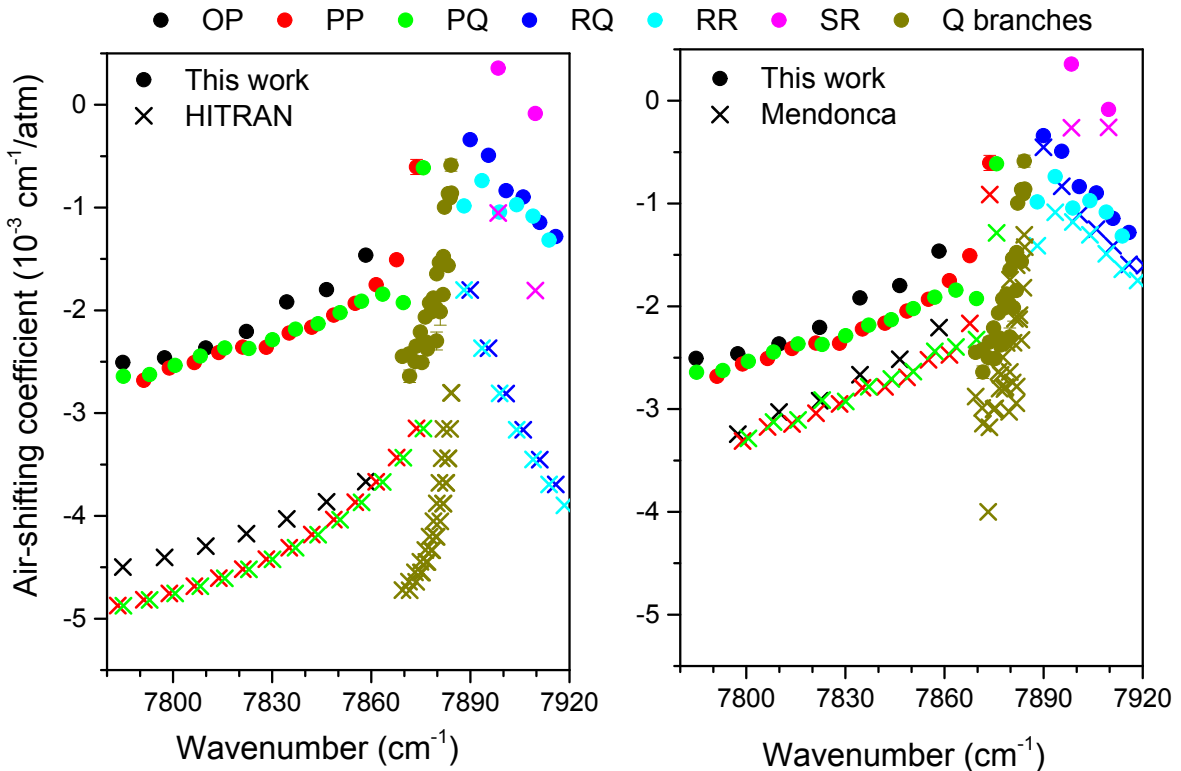 OP PP PQ RQ RR SR Q branches
Air-shifting coefficient (10⁻³ cm⁻¹/atm)
This work
HITRAN
0
-1
-2
-3
-4
-5
7800 7830 7860 7890 7920
Wavenumber (cm⁻¹)
This work
Mendonca
0
-1
-2
-3
-4
-5
7800 7830 7860 7890 7920
Wavenumber (cm⁻¹)